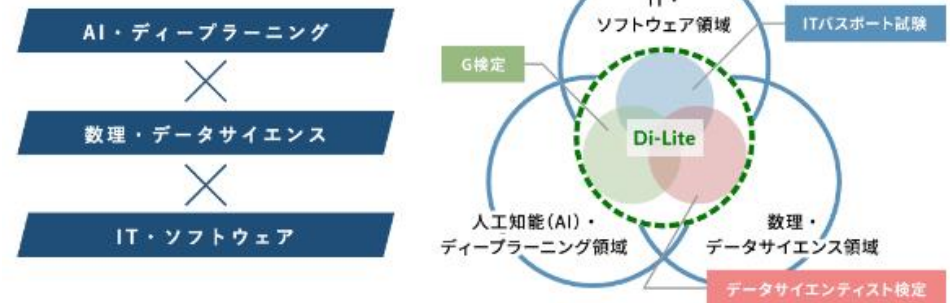 AI・ディープラーニング
数理・データサイエンス
IT・ソフトウェア
ソフトウェア領域
ITパスポート試験
G検定
Di-Lite
人工知能(AI)・
ディープラーニング領域
数理・
データサイエンス領域
データサイエンティスト検定